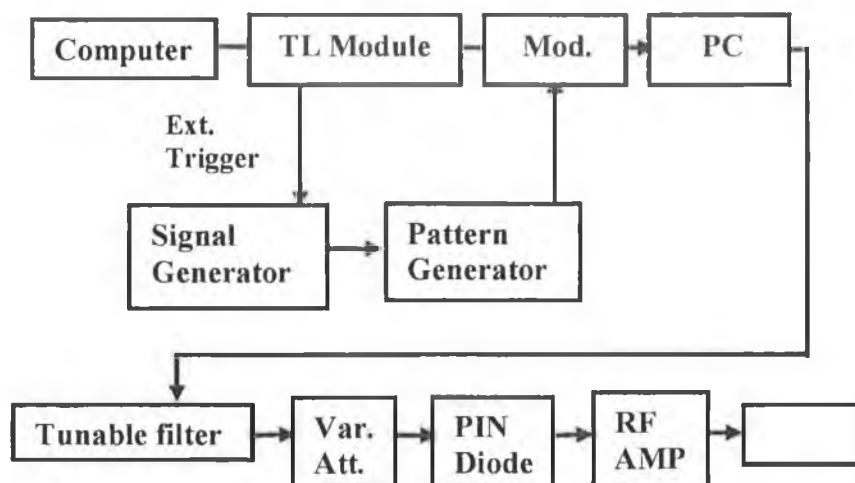 Computer
TL Module
Mod.
PC
Ext.
Trigger
Signal
Generator
Pattern
Generator
Tunable filter
Var.
Att.
PIN
Diode
RF
AMP